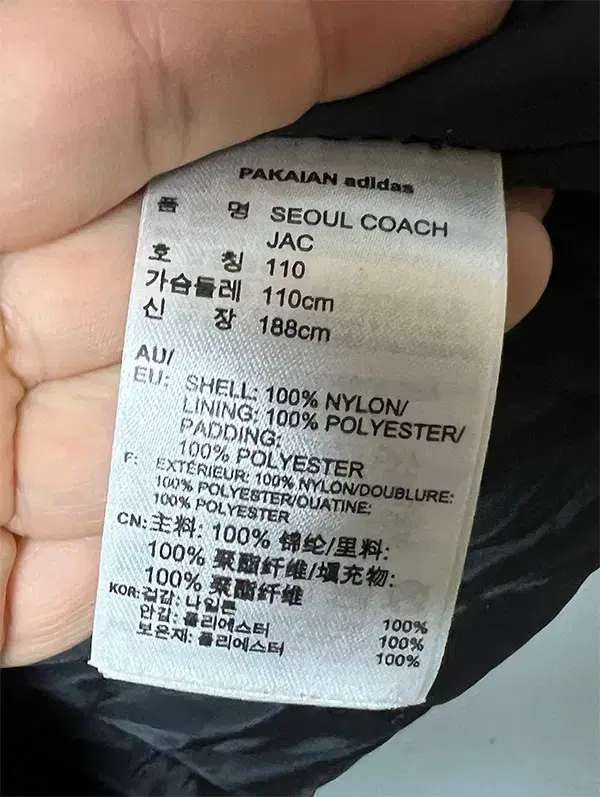 PAKAIAN adidas
품 명 SEOUL COACH
JAC
호 칭 110
가슴둘레 110cm
신 장 188cm
AU/
EU: SHELL: 100% NYLON/
LINING: 100% POLYESTER/
PADDING:
100% POLYESTER
F: EXTÉRIEUR: 100% NYLON/DOUBLURE:
100% POLYESTER/OUATINE:
100% POLYESTER
CN: 主料: 100% 锦纶/里料:
100% 聚酯纤维/填充物:
100% 聚酯纤维
KOR: 겉감: 나일론 100%
안감: 폴리에스터 100%
보온재: 폴리에스터 100%